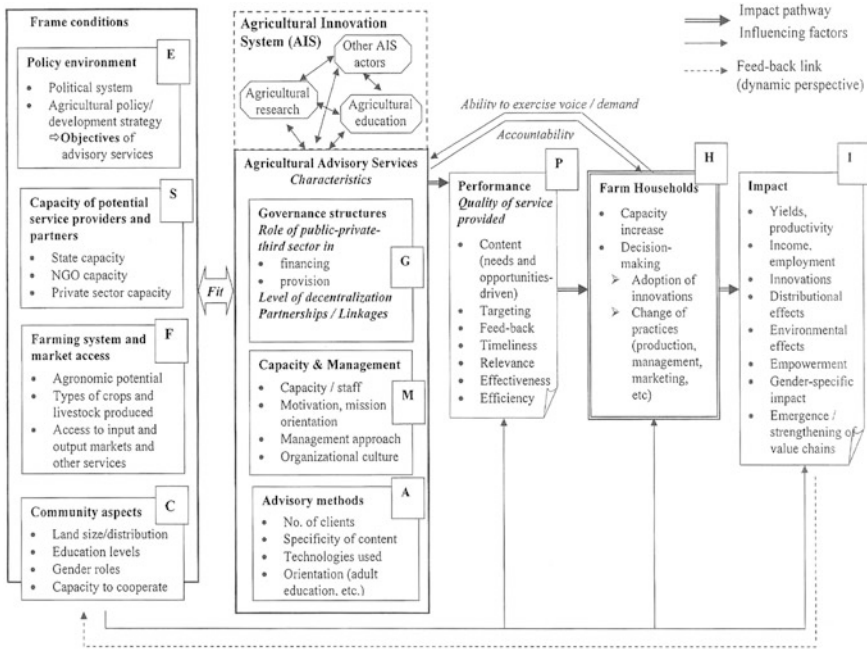 Frame conditions
E
Policy environment
• Political system
• Agricultural policy/
development strategy
⇨Objectives of
advisory services
S
Capacity of potential
service providers and
partners
• State capacity
• NGO capacity
• Private sector capacity
F
Farming system and
market access
• Agronomic potential
• Types of crops and
livestock produced
• Access to input and
output markets and
other services
C
Community aspects
• Land size/distribution
• Education levels
• Gender roles
• Capacity to cooperate
Fit
Agricultural Innovation
System (AIS)
Other AIS
actors
Agricultural
research
Agricultural
education
Agricultural Advisory Services
Characteristics
Governance structures
Role of public-private-
third sector in
• financing
• provision
G
Level of decentralization
Partnerships / Linkages
Capacity & Management
• Capacity / staff
• Motivation, mission
orientation
M
• Management approach
• Organizational culture
A
Advisory methods
• No. of clients
• Specificity of content
• Technologies used
• Orientation (adult
education, etc.)
Ability to exercise voice / demand
Accountability
P
Performance
Quality of service
provided
• Content
(needs and
opportunities-
driven)
• Targeting
• Feed-back
• Timeliness
• Relevance
• Effectiveness
• Efficiency
H
Farm Households
• Capacity
increase
• Decision-
making
➢ Adoption of
innovations
➢ Change of
practices
(production,
management,
marketing,
etc)
I
Impact
• Yields,
productivity
• Income,
employment
• Innovations
• Distributional
effects
• Environmental
effects
• Empowerment
• Gender-specific
impact
• Emergence /
strengthening of
value chains
Impact pathway
Influencing factors
Feed-back link
(dynamic perspective)